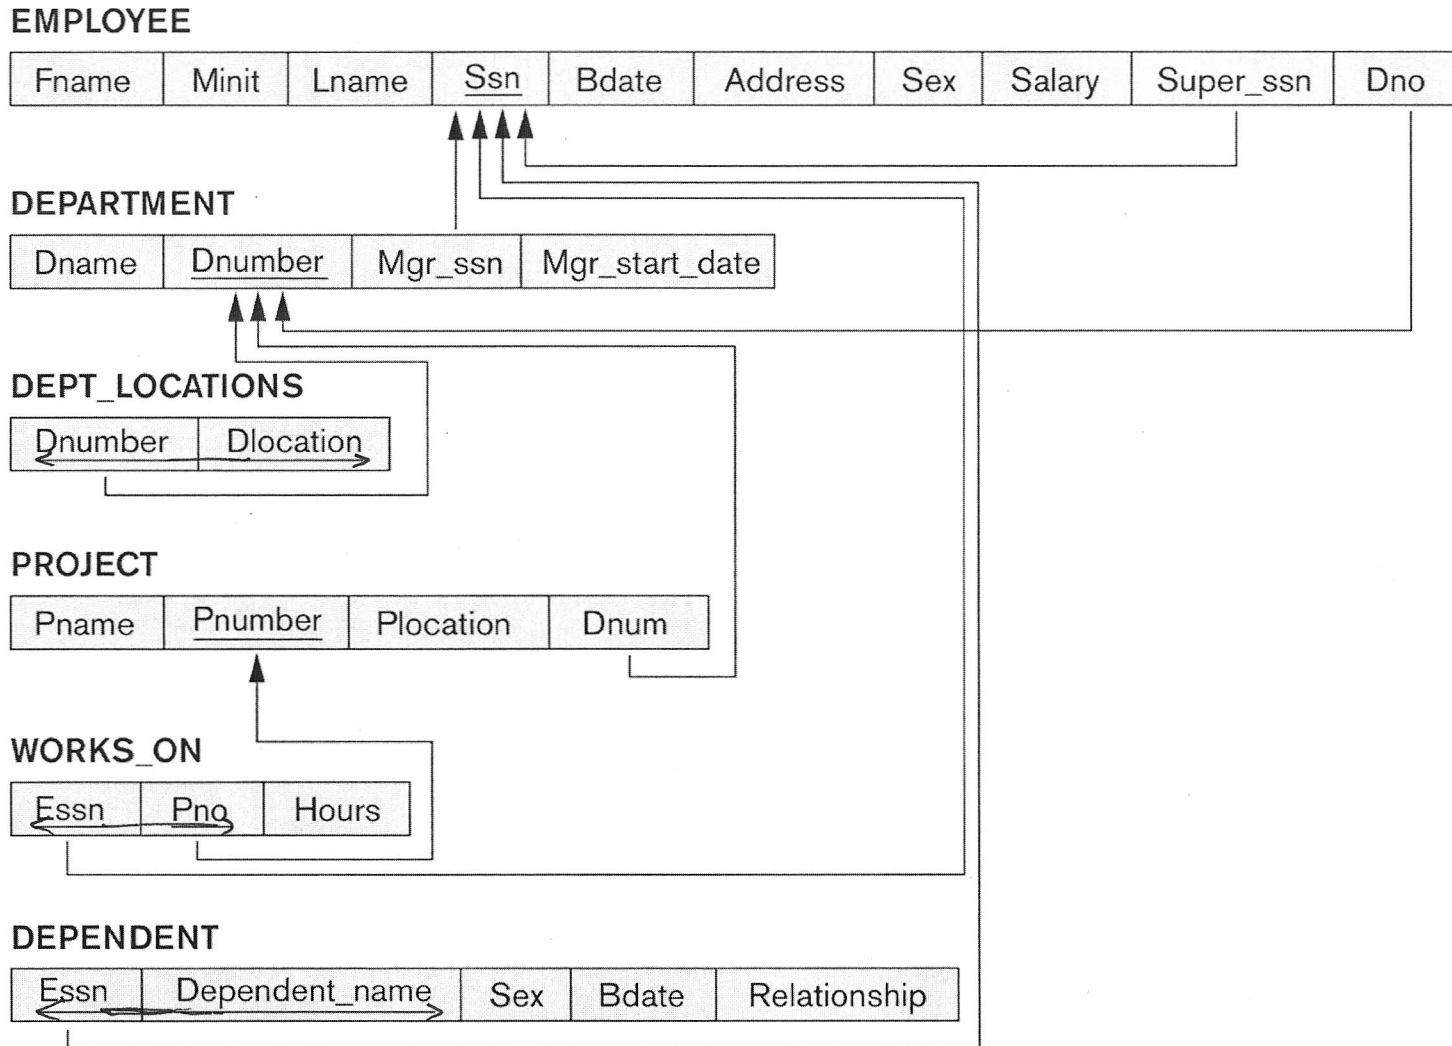 EMPLOYEE
Fname Minit Lname Ssn Bdate Address Sex Salary Super_ssn Dno
DEPARTMENT
Dname Dnumber Mgr_ssn Mgr_start_date
DEPT_LOCATIONS
Dnumber Dlocation
PROJECT
Pname Pnumber Plocation Dnum
WORKS_ON
Essn Pno Hours
DEPENDENT
Essn Dependent_name Sex Bdate Relationship